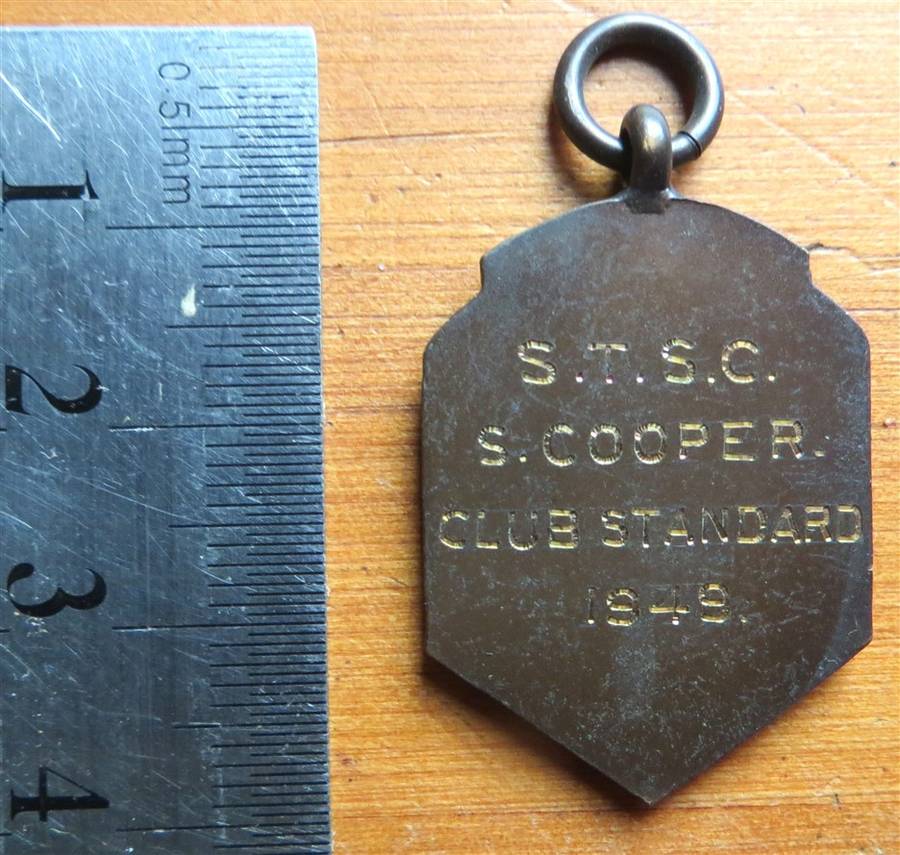 0.5mm
1
2
3
4
S.T.S.C.
S.COOPER.
CLUB STANDARD
1949.